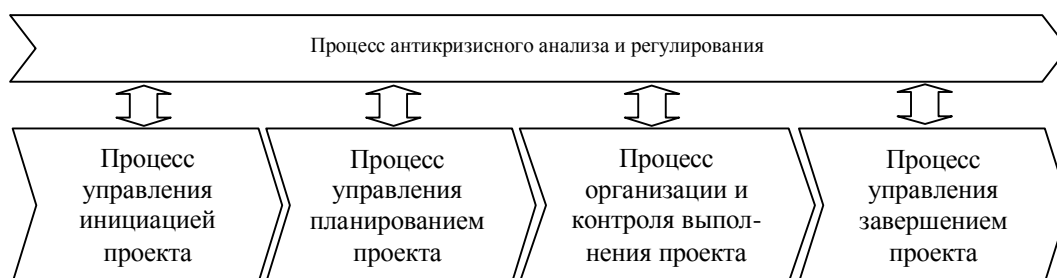 Процесс антикризисного анализа и регулирования
Процесс
управления
инициацией
проекта
Процесс
управления
планированием
проекта
Процесс
организации и
контроля выпол-
нения проекта
Процесс
управления
завершением
проекта